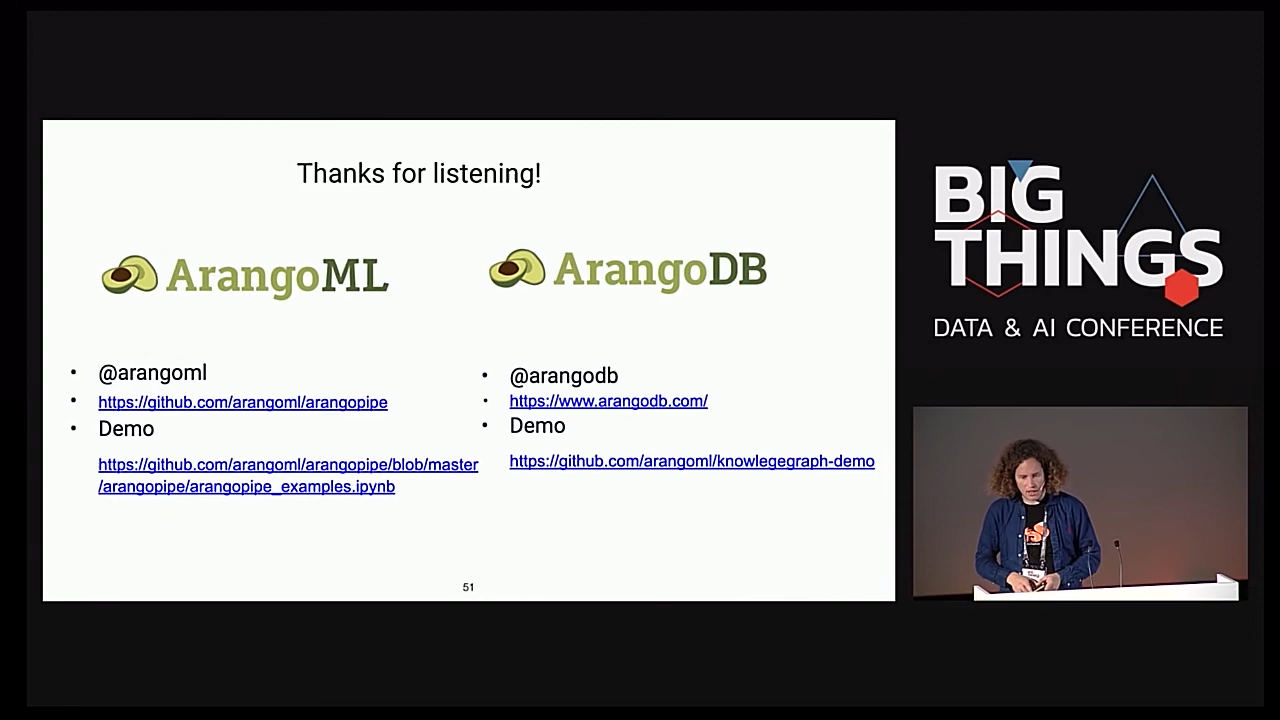 Thanks for listening!
ArangoML
ArangoDB
• @arangoml
• https://github.com/arangoml/arangopipe
• Demo
https://github.com/arangoml/arangopipe/blob/master
/arangopipe/arangopipe_examples.ipynb
• @arangodb
• https://www.arangodb.com/
• Demo
https://github.com/arangoml/knowlegegraph-demo
51
BIG
THINGS
DATA & AI CONFERENCE